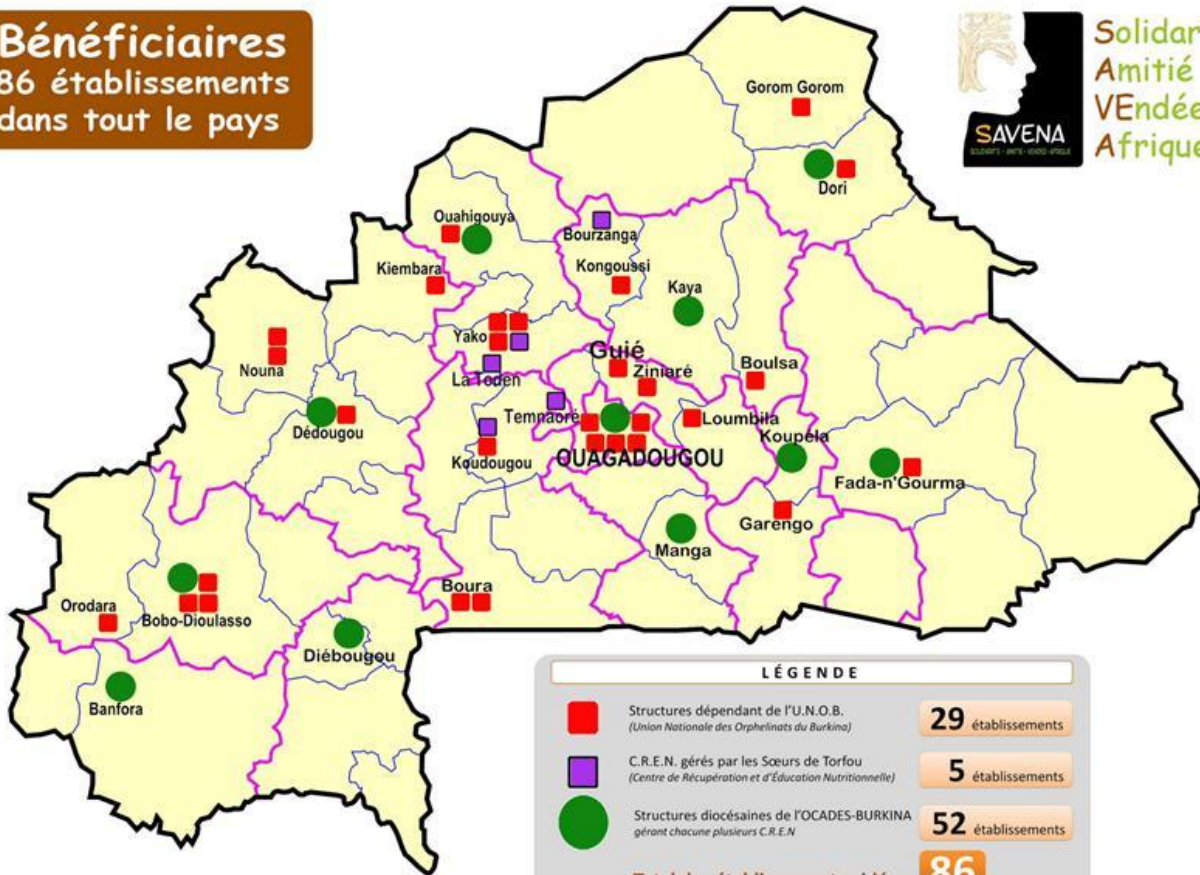 Bénéficiaires
86 établissements
dans tout le pays
SAVENA
Solidar
Amitié
VEndée
Afrique
Gorom Gorom
Dori
Ouahigouya
Bourzanga
Kiembara
Kongoussi
Kaya
Yako
Guié
Nouna
La Toden
Ziniaré
Boulsa
Temnaoré
Loumbila
Dédougou
Koupéla
Koudougou
OUAGADOUGOU
Fada-n'Gourma
Garengo
Manga
Boura
Orodara
Bobo-Dioulasso
Diébougou
Banfora
LÉGENDE
Structures dépendant de l'U.N.O.B.
(Union Nationale des Orphelinats du Burkina)
29 établissements
C.R.E.N. gérés par les Sœurs de Torfou
(Centre de Récupération et d'Éducation Nutritionnelle)
5 établissements
Structures diocésaines de l'OCADES-BURKINA
gérant chacune plusieurs C.R.E.N
52 établissements
86